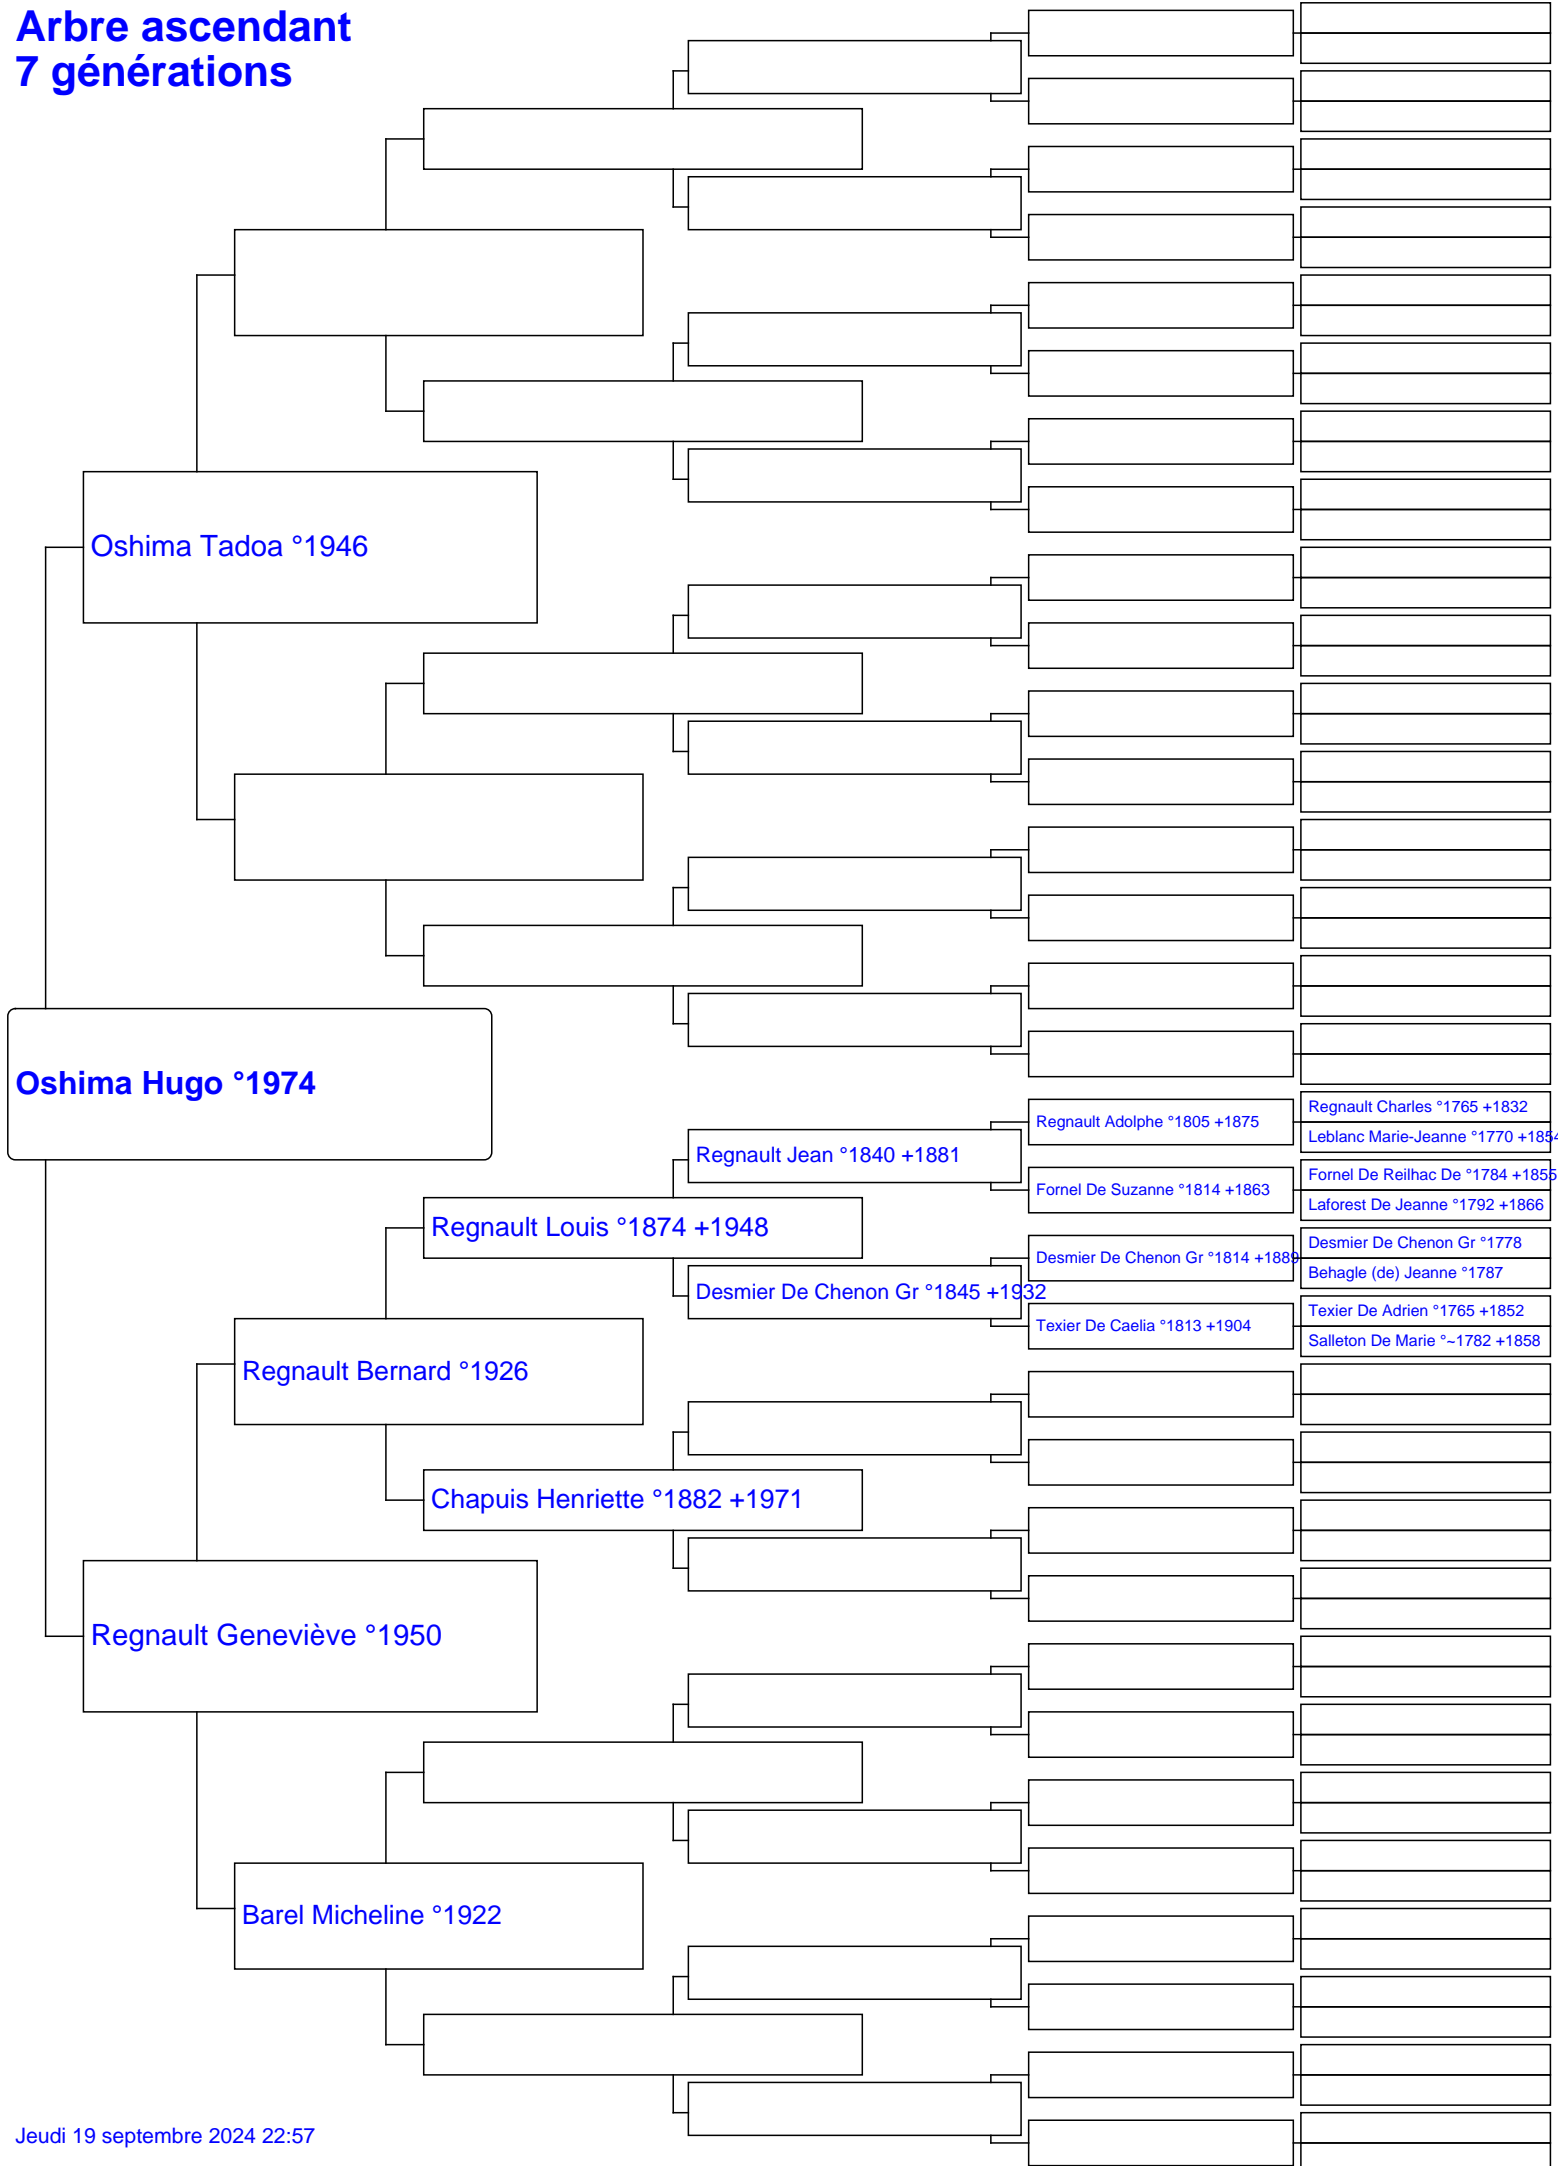 Arbre ascendant
7 générations
Oshima Tadoa °1946
Oshima Hugo °1974
Regnault Adolphe °1805 +1875
Regnault Charles °1765 +1832
Leblanc Marie-Jeanne °1770 +1854
Regnault Jean °1840 +1881
Fornel De Suzanne °1814 +1863
Fornel De Reilhac De °1784 +1855
Laforest De Jeanne °1792 +1866
Regnault Louis °1874 +1948
Desmier De Chenon Gr °1814 +1889
Desmier De Chenon Gr °1778
Behagle (de) Jeanne °1787
Desmier De Chenon Gr °1845 +1932
Texier De Caelia °1813 +1904
Texier De Adrien °1765 +1852
Salleton De Marie °~1782 +1858
Regnault Bernard °1926
Chapuis Henriette °1882 +1971
Regnault Geneviève °1950
Barel Micheline °1922
Jeudi 19 septembre 2024 22:57